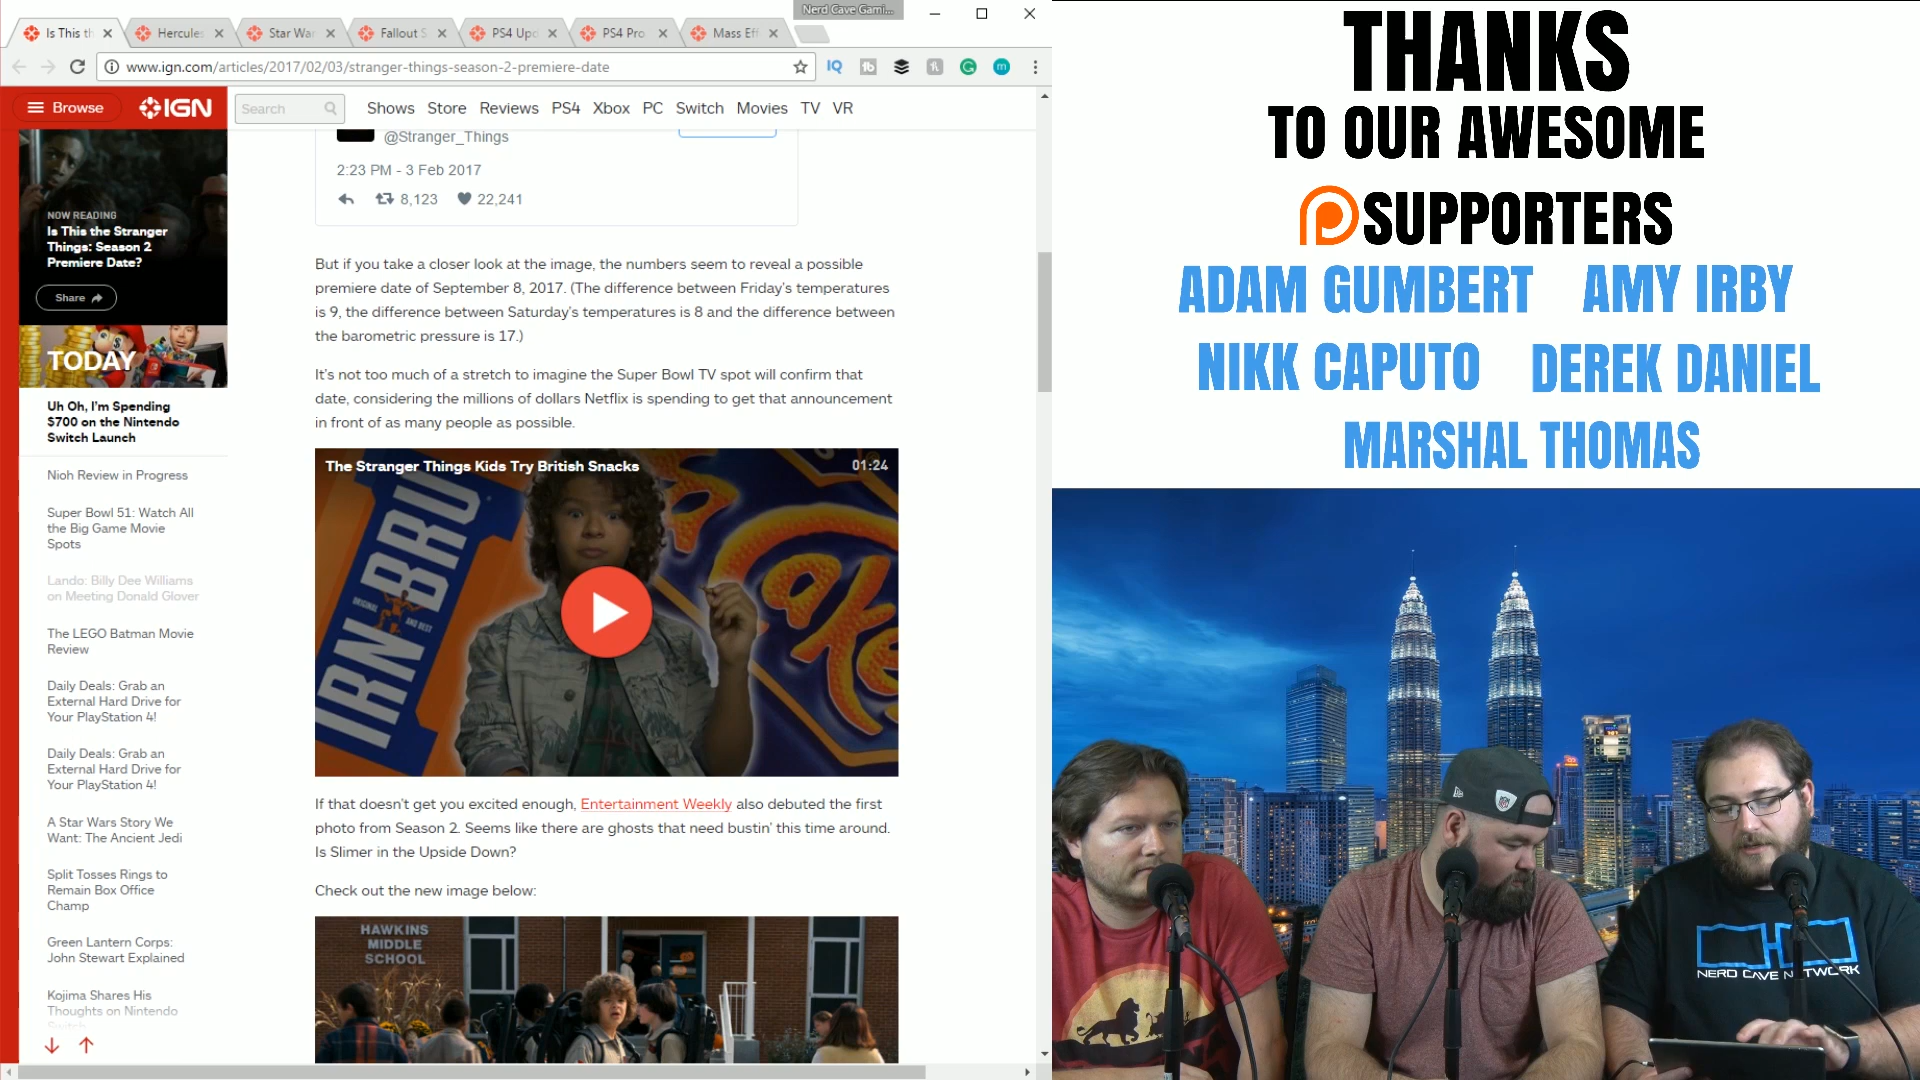 Nerd Cave Gami...
Is This th
Hercules
Star War
Fallout S
PS4 Upd
PS4 Pro
Mass Eff
www.ign.com/articles/2017/02/03/stranger-things-season-2-premiere-date
IQ
Browse
IGN
Search
Shows Store Reviews PS4 Xbox PC Switch Movies TV VR
NOW READING
Is This the Stranger
Things: Season 2
Premiere Date?
Share
TODAY
Uh Oh, I'm Spending
$700 on the Nintendo
Switch Launch
Nioh Review in Progress
Super Bowl 51: Watch All
the Big Game Movie
Spots
Lando: Billy Dee Williams
on Meeting Donald Glover
The LEGO Batman Movie
Review
Daily Deals: Grab an
External Hard Drive for
Your PlayStation 4!
Daily Deals: Grab an
External Hard Drive for
Your PlayStation 4!
A Star Wars Story We
Want: The Ancient Jedi
Split Tosses Rings to
Remain Box Office
Champ
Green Lantern Corps:
John Stewart Explained
Kojima Shares His
Thoughts on Nintendo
Switch
@Stranger_Things
2:23 PM - 3 Feb 2017
8,123 22,241
But if you take a closer look at the image, the numbers seem to reveal a possible
premiere date of September 8, 2017. (The difference between Friday's temperatures
is 9, the difference between Saturday's temperatures is 8 and the difference between
the barometric pressure is 17.)
It's not too much of a stretch to imagine the Super Bowl TV spot will confirm that
date, considering the millions of dollars Netflix is spending to get that announcement
in front of as many people as possible.
The Stranger Things Kids Try British Snacks
01:24
IRN BRU
ORIGINAL AND BEST
ake
If that doesn't get you excited enough, Entertainment Weekly also debuted the first
photo from Season 2. Seems like there are ghosts that need bustin' this time around.
Is Slimer in the Upside Down?
Check out the new image below:
HAWKINS
MIDDLE
SCHOOL
THANKS
TO OUR AWESOME
SUPPORTERS
ADAM GUMBERT AMY IRBY
NIKK CAPUTO DEREK DANIEL
MARSHAL THOMAS
NERD CAVE NETWORK